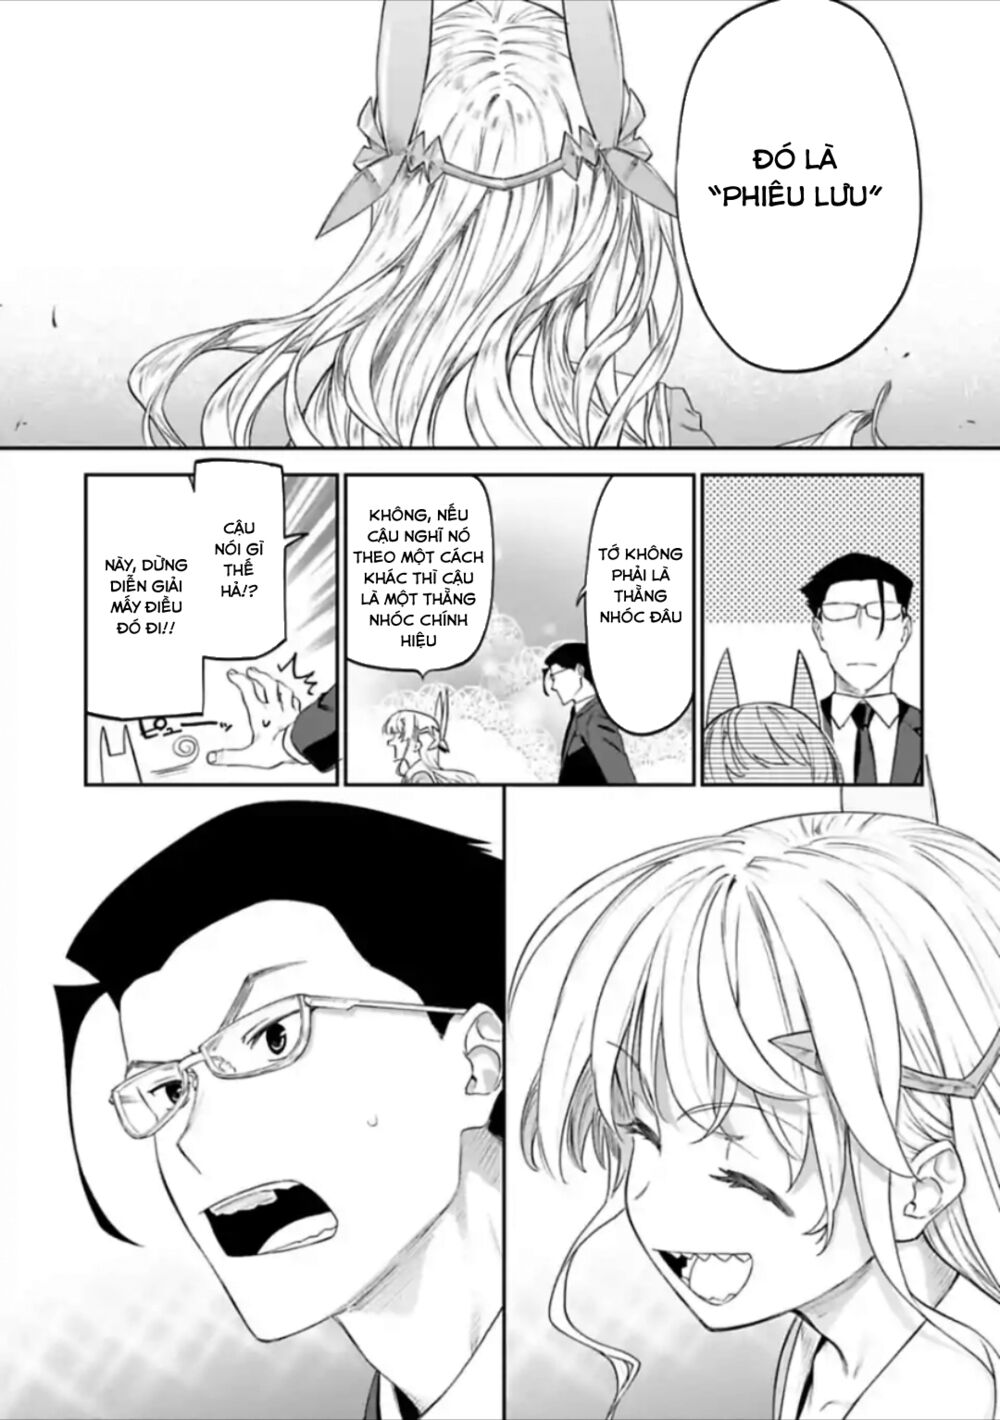 ĐÓ LÀ
"PHIÊU LƯU"
TỚ KHÔNG
PHẢI LÀ
THẰNG
NHÓC ĐÂU
KHÔNG, NẾU
CẬU NGHĨ NÓ
THEO MỘT CÁCH
KHÁC THÌ CẬU
LÀ MỘT THẰNG
NHÓC CHÍNH
HIỆU
CẬU
NÓI GÌ
THẾ
HẢ!?
NÀY, DỪNG
DIỄN GIẢI
MẤY ĐIỀU
ĐÓ ĐI!!